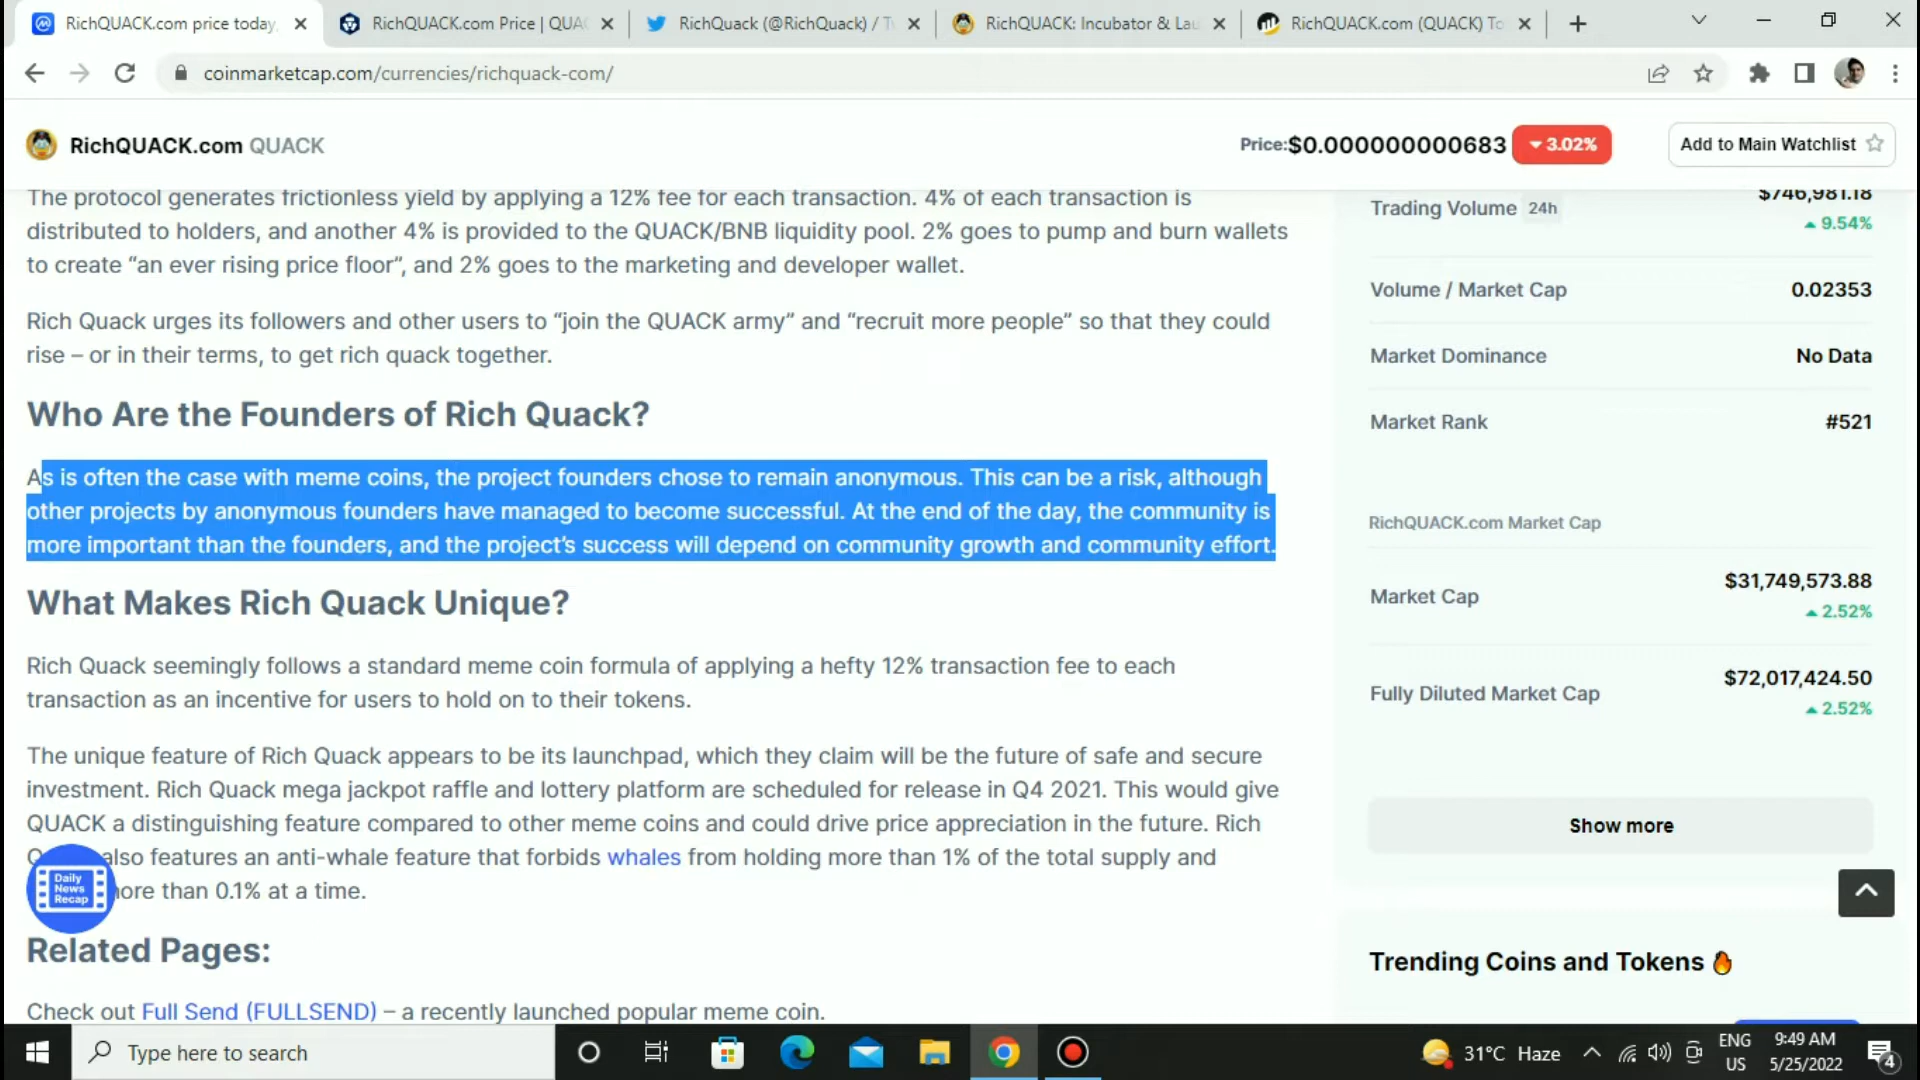 RichQUACK.com price today,
RichQUACK.com Price | QUAC
RichQuack (@RichQuack) / Tw
RichQUACK: Incubator & Lau
RichQUACK.com (QUACK) To
coinmarketcap.com/currencies/richquack-com/
RichQUACK.com QUACK
Price:$0.000000000683 3.02%
Add to Main Watchlist
The protocol generates frictionless yield by applying a 12% fee for each transaction. 4% of each transaction is
distributed to holders, and another 4% is provided to the QUACK/BNB liquidity pool. 2% goes to pump and burn wallets
to create “an ever rising price floor”, and 2% goes to the marketing and developer wallet.
Rich Quack urges its followers and other users to “join the QUACK army” and “recruit more people” so that they could
rise – or in their terms, to get rich quack together.
Who Are the Founders of Rich Quack?
As is often the case with meme coins, the project founders chose to remain anonymous. This can be a risk, although
other projects by anonymous founders have managed to become successful. At the end of the day, the community is
more important than the founders, and the project’s success will depend on community growth and community effort.
What Makes Rich Quack Unique?
Rich Quack seemingly follows a standard meme coin formula of applying a hefty 12% transaction fee to each
transaction as an incentive for users to hold on to their tokens.
The unique feature of Rich Quack appears to be its launchpad, which they claim will be the future of safe and secure
investment. Rich Quack mega jackpot raffle and lottery platform are scheduled for release in Q4 2021. This would give
QUACK a distinguishing feature compared to other meme coins and could drive price appreciation in the future. Rich
also features an anti-whale feature that forbids whales from holding more than 1% of the total supply and
more than 0.1% at a time.
Daily
News
Recap
Related Pages:
Check out Full Send (FULLSEND) – a recently launched popular meme coin.
$746,981.18
Trading Volume 24h
9.54%
Volume / Market Cap 0.02353
Market Dominance No Data
Market Rank #521
RichQUACK.com Market Cap
$31,749,573.88
Market Cap
2.52%
$72,017,424.50
Fully Diluted Market Cap
2.52%
Show more
Trending Coins and Tokens
Type here to search
31°C Haze
ENG
US
9:49 AM
5/25/2022
4